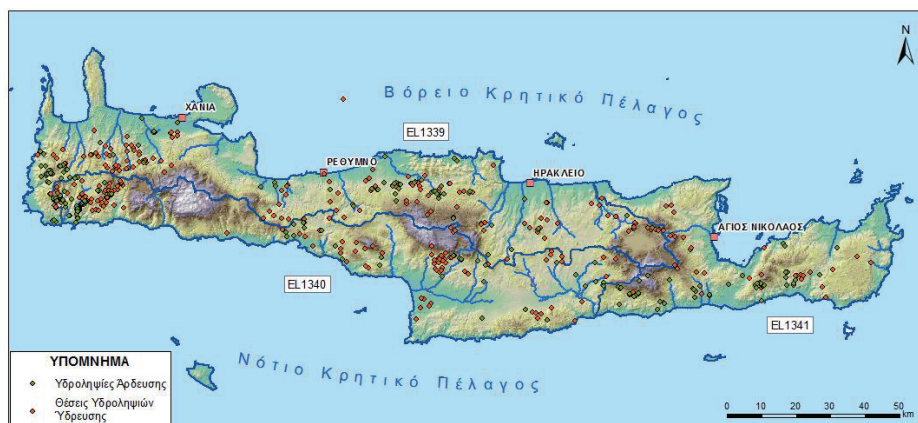 N
Βόρειο Κρητικό Πέλαγος
ΧΑΝΙΑ
EL1339
ΡΕΘΥΜΝΟ
ΗΡΑΚΛΕΙΟ
ΑΓΙΟΣ ΝΙΚΟΛΑΟΣ
EL1340
EL1341
Νότιο Κρητικό Πέλαγος
ΥΠΟΜΝΗΜΑ
Υδροληψίες Άρδευσης
Θέσεις Υδροληψιών
Ύδρευσης
0 10 20 30 40 50
km